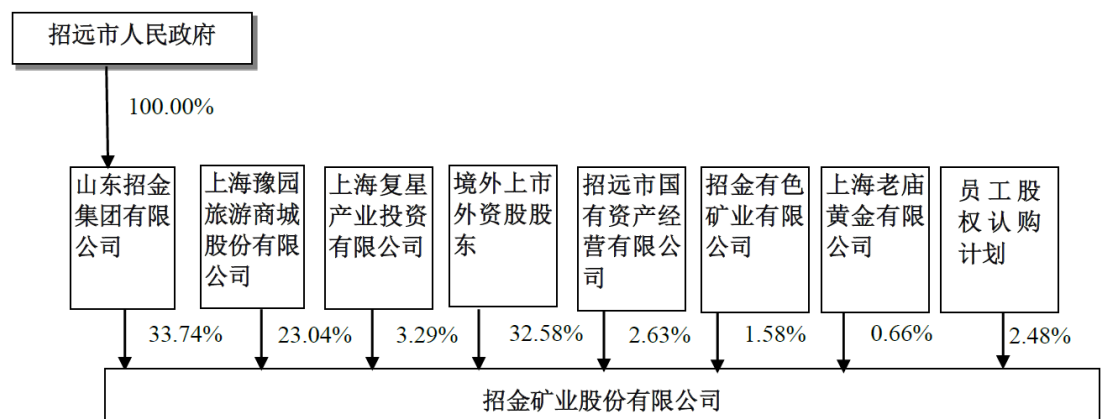 招远市人民政府
100.00%
山东招金
集团有限
公司
上海豫园
旅游商城
股份有限
公司
上海复星
产业投资
有限公司
境外上市
外资股股
东
招远市国
有资产经
营有限公
司
招金有色
矿业有限
公司
上海老庙
黄金有限
公司
员工股
权认购
计划
33.74%
23.04%
3.29%
32.58%
2.63%
1.58%
0.66%
2.48%
招金矿业股份有限公司